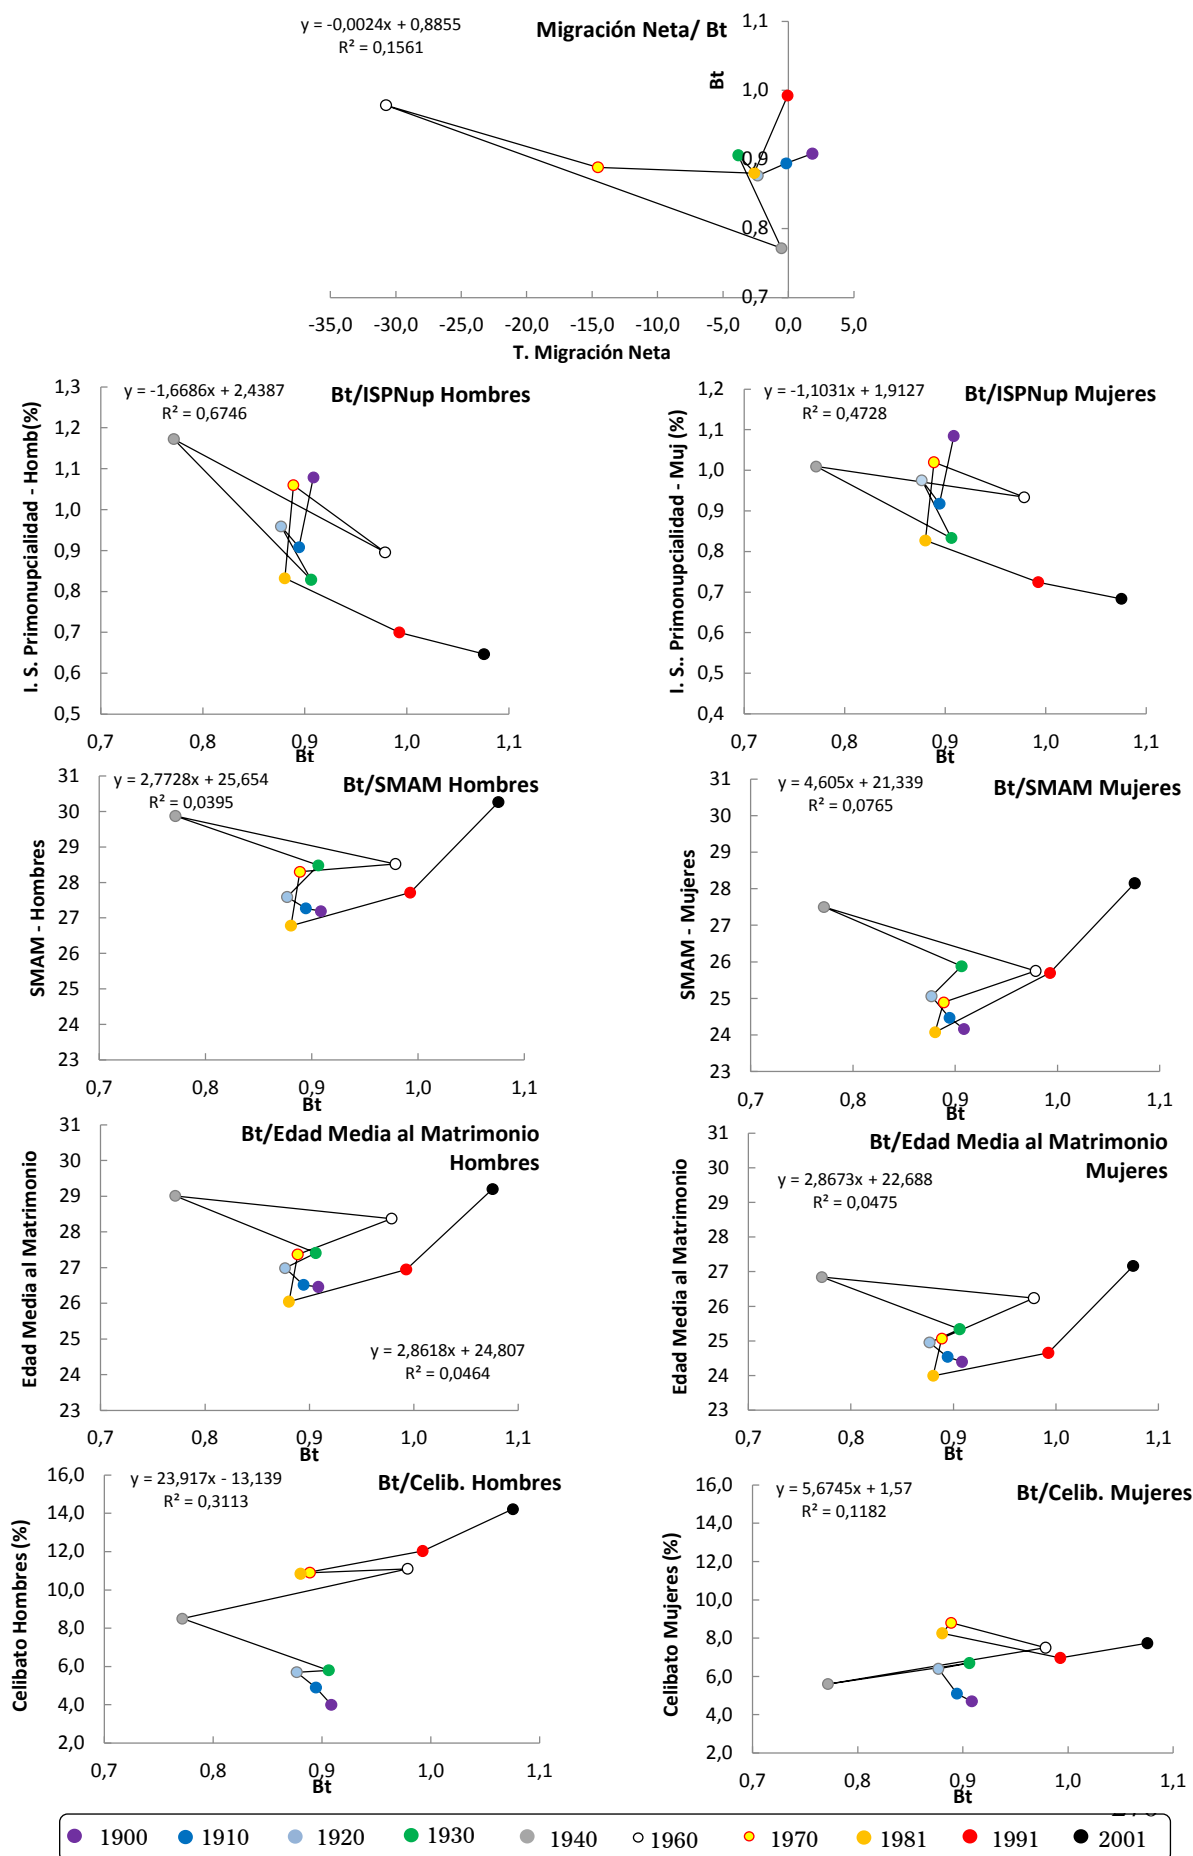 y = -0,0024x + 0,8855
R² = 0,1561
Migración Neta/ Bt
Bt
1,1
1,0
0,9
0,8
0,7
-35,0 -30,0 -25,0 -20,0 -15,0 -10,0 -5,0 0,0 5,0
T. Migración Neta
Bt/ISPNup Hombres
y = -1,6686x + 2,4387
R² = 0,6746
I. S. Primonupcialidad - Homb(%)
1,3
1,2
1,1
1,0
0,9
0,8
0,7
0,6
0,5
0,7 0,8 0,9 1,0 1,1
Bt
Bt/ISPNup Mujeres
y = -1,1031x + 1,9127
R² = 0,4728
I. S.. Primonupcialidad - Muj (%)
1,2
1,1
1,0
0,9
0,8
0,7
0,6
0,5
0,4
0,7 0,8 0,9 1,0 1,1
Bt
Bt/SMAM Hombres
y = 2,7728x + 25,654
R² = 0,0395
SMAM - Hombres
31
30
29
28
27
26
25
24
23
0,7 0,8 0,9 1,0 1,1
Bt
Bt/SMAM Mujeres
y = 4,605x + 21,339
R² = 0,0765
SMAM - Mujeres
31
30
29
28
27
26
25
24
23
0,7 0,8 0,9 1,0 1,1
Bt
Bt/Edad Media al Matrimonio
Hombres
Edad Media al Matrimonio
31
30
29
28
27
26
25
24
23
y = 2,8618x + 24,807
R² = 0,0464
0,7 0,8 0,9 1,0 1,1
Bt
Bt/Edad Media al Matrimonio
Mujeres
y = 2,8673x + 22,688
R² = 0,0475
Edad Media al Matrimonio
31
30
29
28
27
26
25
24
23
0,7 0,8 0,9 1,0 1,1
Bt
Bt/Celib. Hombres
y = 23,917x - 13,139
R² = 0,3113
Celibato Hombres (%)
16,0
14,0
12,0
10,0
8,0
6,0
4,0
2,0
0,7 0,8 0,9 1,0 1,1
Bt
Bt/Celib. Mujeres
y = 5,6745x + 1,57
R² = 0,1182
Celibato Mujeres (%)
16,0
14,0
12,0
10,0
8,0
6,0
4,0
2,0
0,7 0,8 0,9 1,0 1,1
Bt
1900 1910 1920 1930 1940 1960 1970 1981 1991 2001